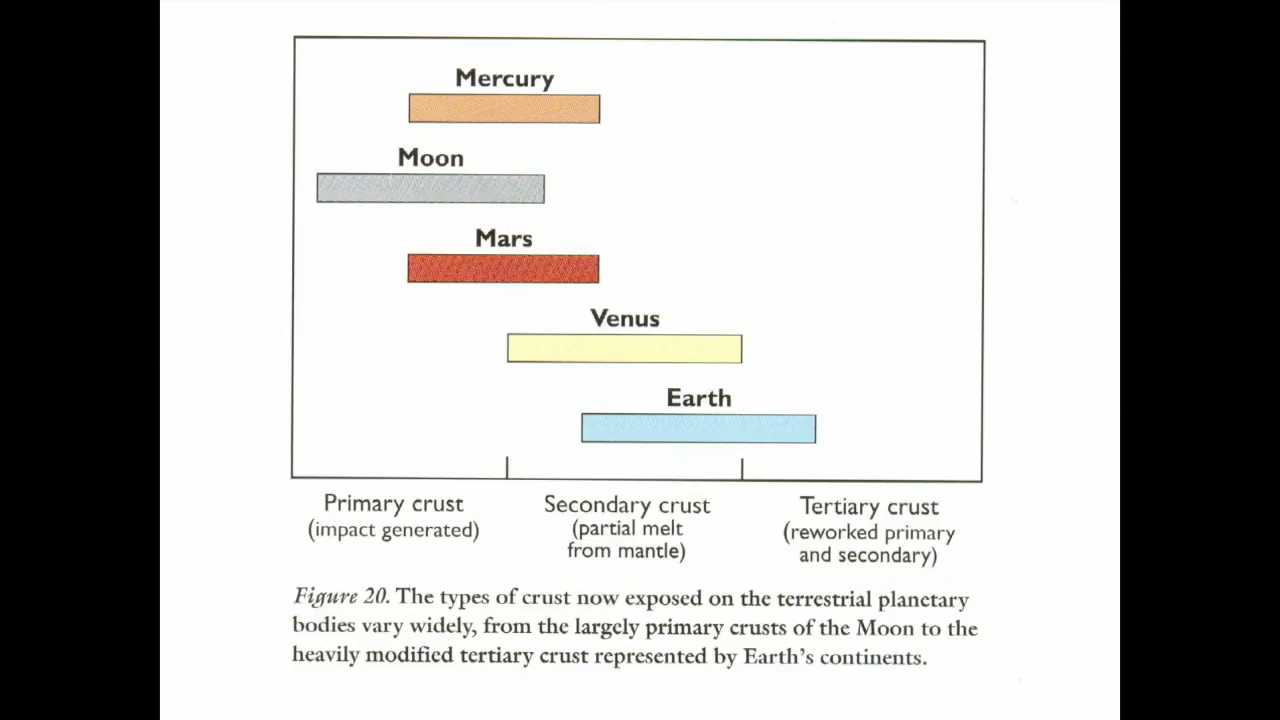 Mercury
Moon
Mars
Venus
Earth
Primary crust
(impact generated)
Secondary crust
(partial melt
from mantle)
Tertiary crust
(reworked primary
and secondary)
Figure 20. The types of crust now exposed on the terrestrial planetary
bodies vary widely, from the largely primary crusts of the Moon to the
heavily modified tertiary crust represented by Earth's continents.